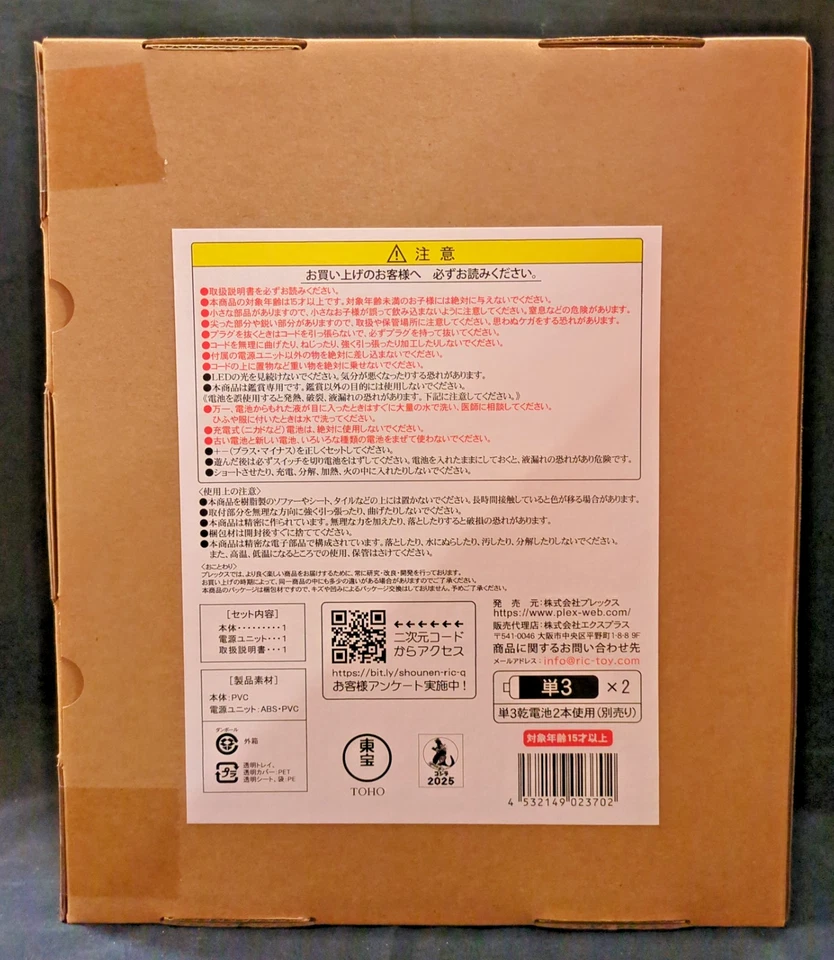 注意
お買い上げのお客様へ 必ずお読みください。
●取扱説明書を必ずお読みください。
●本商品の対象年齢は15才以上です。対象年齢未満のお子様には絶対に与えないでください。
●小さな部品がありますので、小さなお子様が誤って飲み込まないように注意してください。窒息などの危険があります。
●尖った部分や鋭い部分がありますので、取扱や保管場所に注意してください。思わぬケガをする恐れがあります。
●プラグを抜くときはコードを引っ張らないで、必ずプラグを持って抜いてください。
●コードを無理に曲げたり、ねじったり、強く引っ張ったり加工したりしないでください。
●付属の電源ユニット以外の物を絶対に差し込まないでください。
●コードの上に置物など重い物を絶対に乗せないでください。
●LEDの光を見続けないでください。気分が悪くなったりする恐れがあります。
●本商品は鑑賞専用です。鑑賞以外の目的には使用しないでください。
《電池を誤使用すると発熱、破裂、液漏れの恐れがあります。下記に注意してください。》
●万一、電池からもれた液が目に入ったときはすぐに大量の水で洗い、医師に相談してください。
ひふや服に付いたときは水で洗ってください。
●充電式(ニカドなど)電池は、絶対に使用しないでください。
●古い電池と新しい電池、いろいろな種類の電池をまぜて使わないでください。
●+−(プラス・マイナス)を正しくセットしてください。
●遊んだ後は必ずスイッチを切り電池をはずしてください。電池を入れたままにしておくと、液漏れの恐れがあり危険です。
●ショートさせたり、充電、分解、加熱、火の中に入れたりしないでください。
〈使用上の注意〉
●本商品を樹脂製のソファーやシート、タイルなどの上には置かないでください。長時間接触していると色が移る場合があります。
●取付部分を無理な方向に強く引っ張ったり、曲げたりしないでください。
●本商品は精密に作られています。無理な力を加えたり、落としたりすると破損の恐れがあります。
●梱包材は開封後すぐに捨ててください。
●本商品は精密な電子部品で構成されています。落としたり、水にぬらしたり、汚したり、分解したりしないでください。
また、高温、低温になるところでの使用、保管はさけてください。
〈おことわり〉
プレックスでは、より良く楽しい商品をお届けするために、常に研究・改良・開発を行っております。
お買い上げの時期によって、同一商品の中にも多少の違いがある場合がありますのでご了承ください。
本商品のパッケージは梱包材ですので、キズや凹みによるパッケージ交換はしておりません。予めご了承ください。
[セット内容]
本体・・・・・・・・・1
電源ユニット・・・1
取扱説明書・・・1
[製品素材]
本体：PVC
電源ユニット：ABS・PVC
ダンボール
外箱
プラ
透明トレイ、
透明カバー：PET
透明シート、袋：PE
←←←←←←
二次元コード
からアクセス
https://bit.ly/shounen-ric-q
お客様アンケート実施中！
発 売 元：株式会社プレックス
https://www.plex-web.com/
販売代理店：株式会社エクスプラス
〒541-0046 大阪市中央区平野町1-8-8 9F
商品に関するお問い合わせ先
メールアドレス：info@ric-toy.com
単3 ×2
単3乾電池2本使用(別売り)
対象年齢15才以上
東宝
TOHO
ゴジラ
2025
4 532149 023702